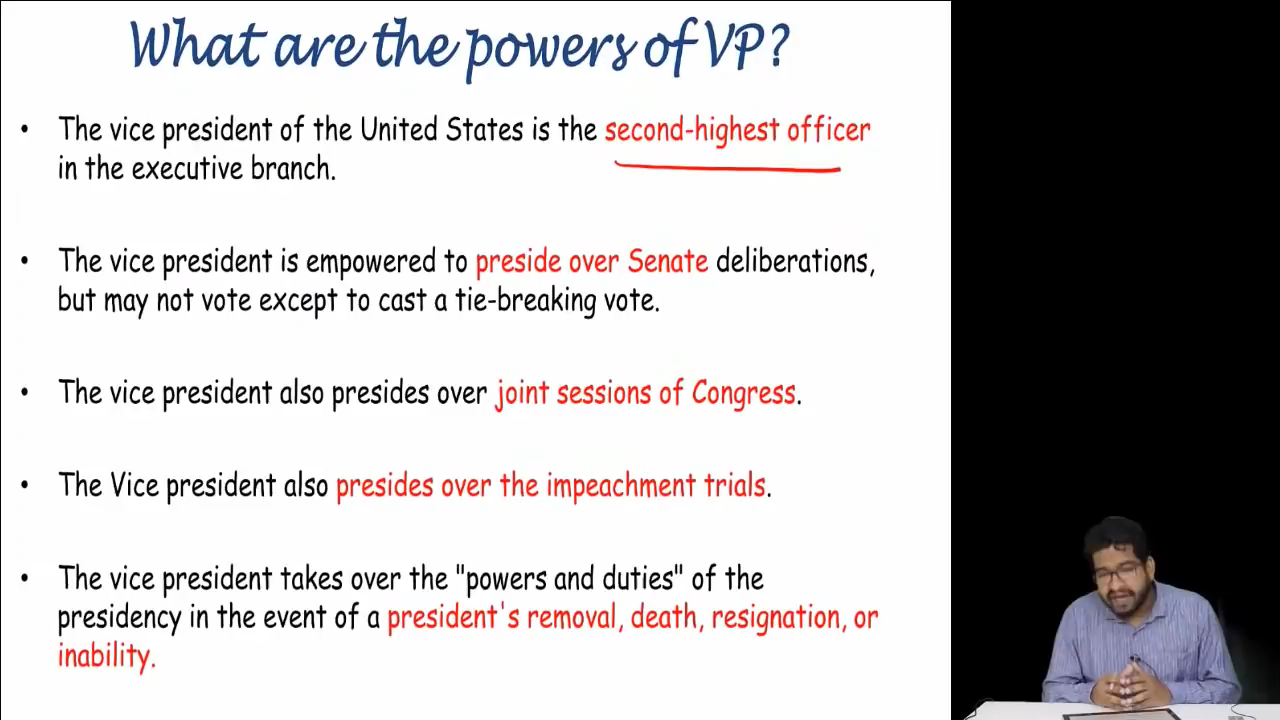 What are the powers of VP?
• The vice president of the United States is the second-highest officer
in the executive branch.
• The vice president is empowered to preside over Senate deliberations,
but may not vote except to cast a tie-breaking vote.
• The vice president also presides over joint sessions of Congress.
• The Vice president also presides over the impeachment trials.
• The vice president takes over the "powers and duties" of the
presidency in the event of a president's removal, death, resignation, or
inability.